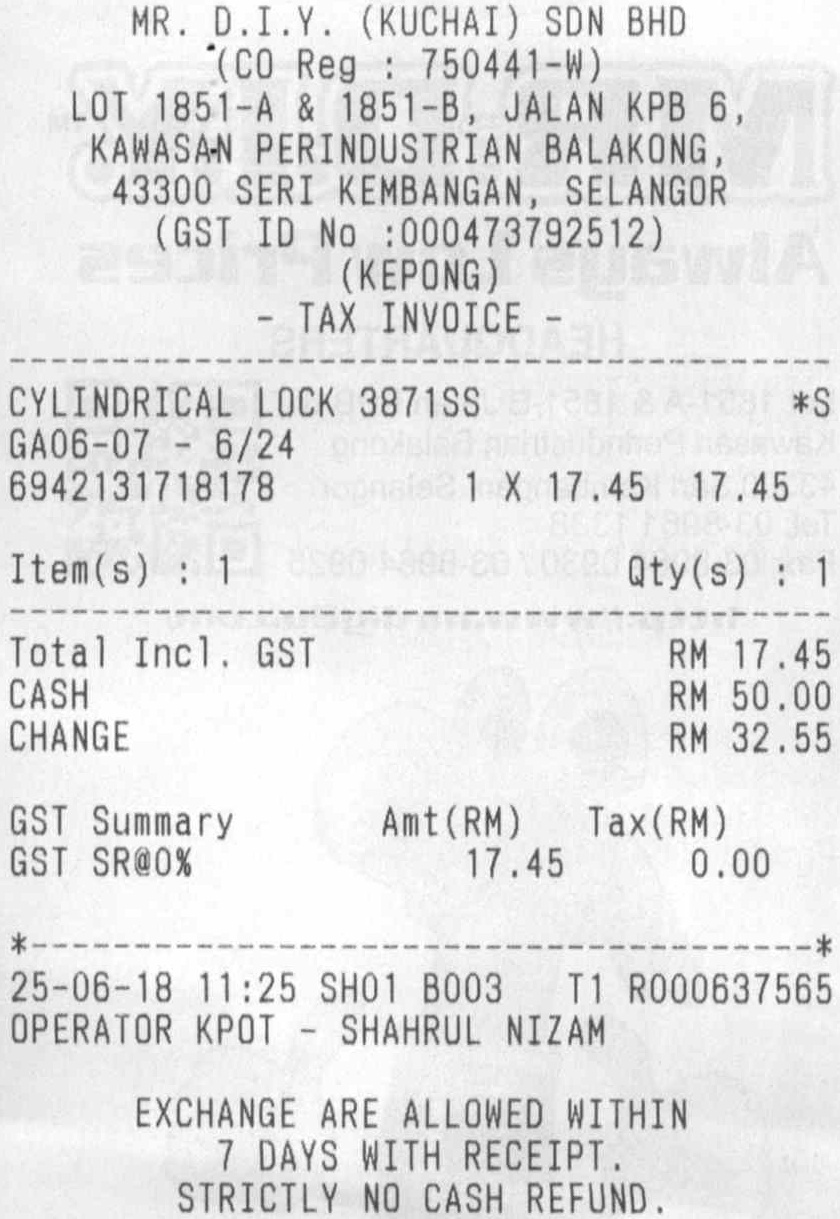 MR. D.I.Y. (KUCHAI) SDN BHD
(CO Reg : 750441-W)
LOT 1851-A & 1851-B, JALAN KPB 6,
KAWASAN PERINDUSTRIAN BALAKONG,
43300 SERI KEMBANGAN, SELANGOR
(GST ID No :000473792512)
(KEPONG)
- TAX INVOICE -
CYLINDRICAL LOCK 3871SS *S
GA06-07 - 6/24
6942131718178 1 X 17.45 17.45
Item(s) : 1 Qty(s) : 1
Total Incl. GST RM 17.45
CASH RM 50.00
CHANGE RM 32.55
GST Summary Amt(RM) Tax(RM)
GST SR@0% 17.45 0.00
*--------------------------------------*
25-06-18 11:25 SH01 B003 T1 R000637565
OPERATOR KPOT - SHAHRUL NIZAM
EXCHANGE ARE ALLOWED WITHIN
7 DAYS WITH RECEIPT.
STRICTLY NO CASH REFUND.